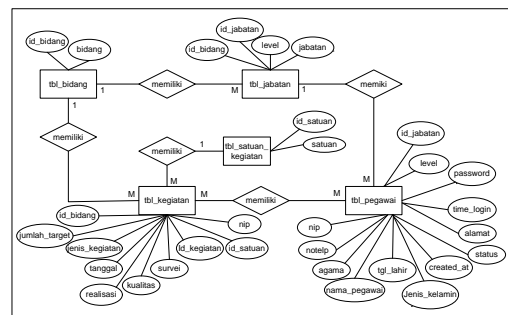 id_jabatan
id_bidang
bidang
level
id_bidang
jabatan
tbl_bidang
memiliki
tbl_jabatan
memiki
1
M
1
1
id_satuan
memiliki
memiliki
1
tbl_satuan_
kegiatan
satuan
id_jabatan
level
password
M
M
M
M
M
M
tbl_kegiatan
memiliki
tbl_pegawai
id_bidang
nip
time_login
jumlah_target
jenis_kegiatan
id_kegiatan
id_satuan
nip
alamat
tanggal
survei
notelp
status
realisasi
kualitas
agama
tgl_lahir
created_at
nama_pegawai
Jenis_kelamin